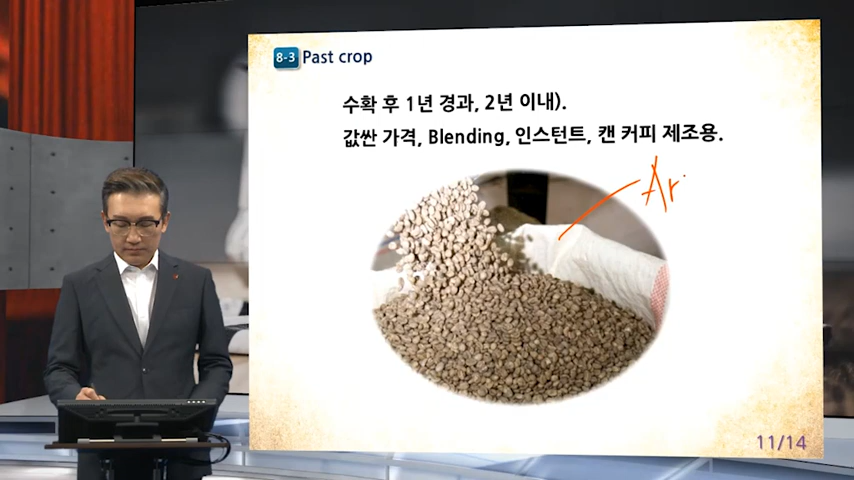 8-3 Past crop
수확 후 1년 경과, 2년 이내).
값싼 가격, Blending, 인스턴트, 캔 커피 제조용.
Ar
11/14